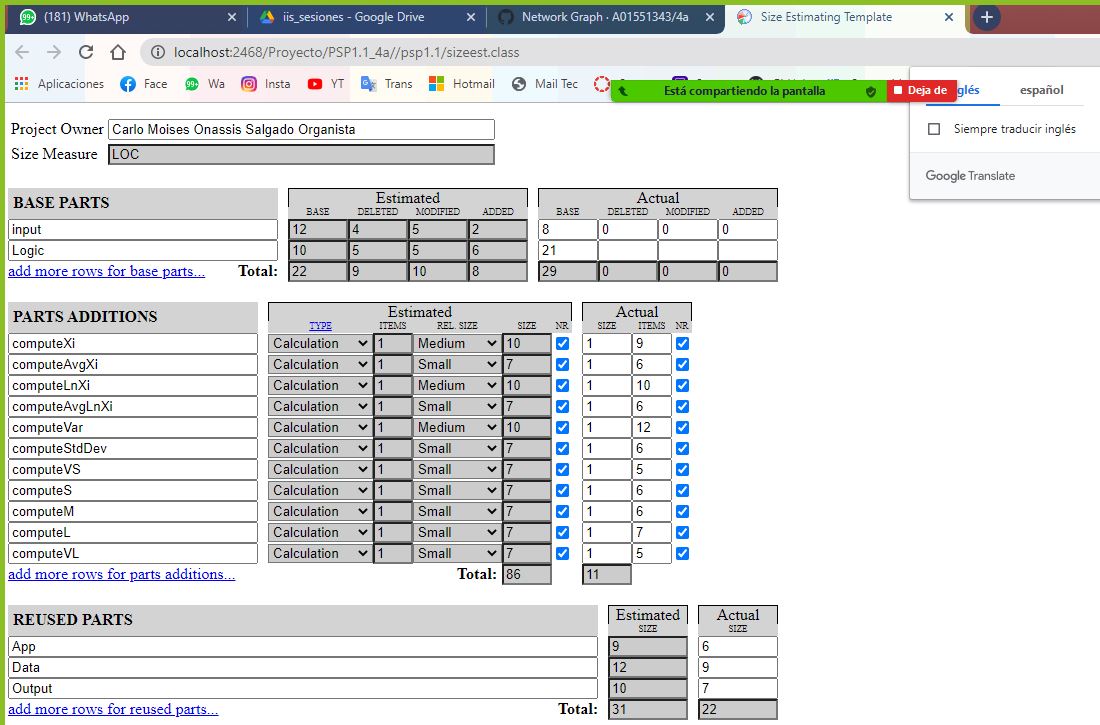 (181) WhatsApp
iis_sesiones - Google Drive
Network Graph · A01551343/4a
Size Estimating Template
localhost:2468/Proyecto/PSP1.1_4a//psp1.1/sizeest.class
Aplicaciones Face Wa Insta YT Trans Hotmail Mail Tec
Está compartiendo la pantalla Deja de
glés español
Siempre traducir inglés
Google Translate
Project Owner Carlo Moises Onassis Salgado Organista
Size Measure LOC
BASE PARTS Estimated Actual
BASE DELETED MODIFIED ADDED BASE DELETED MODIFIED ADDED
input 12 4 5 2 8 0 0 0
Logic 10 5 5 6 21
add more rows for base parts... Total: 22 9 10 8 29 0 0 0
PARTS ADDITIONS Estimated Actual
TYPE ITEMS REL. SIZE SIZE NR SIZE ITEMS NR
computeXi Calculation 1 Medium 10 1 9
computeAvgXi Calculation 1 Small 7 1 6
computeLnXi Calculation 1 Medium 10 1 10
computeAvgLnXi Calculation 1 Small 7 1 6
computeVar Calculation 1 Medium 10 1 12
computeStdDev Calculation 1 Small 7 1 6
computeVS Calculation 1 Small 7 1 5
computeS Calculation 1 Small 7 1 6
computeM Calculation 1 Small 7 1 6
computeL Calculation 1 Small 7 1 7
computeVL Calculation 1 Small 7 1 5
add more rows for parts additions... Total: 86 11
REUSED PARTS Estimated Actual
SIZE SIZE
App 9 6
Data 12 9
Output 10 7
add more rows for reused parts... Total: 31 22